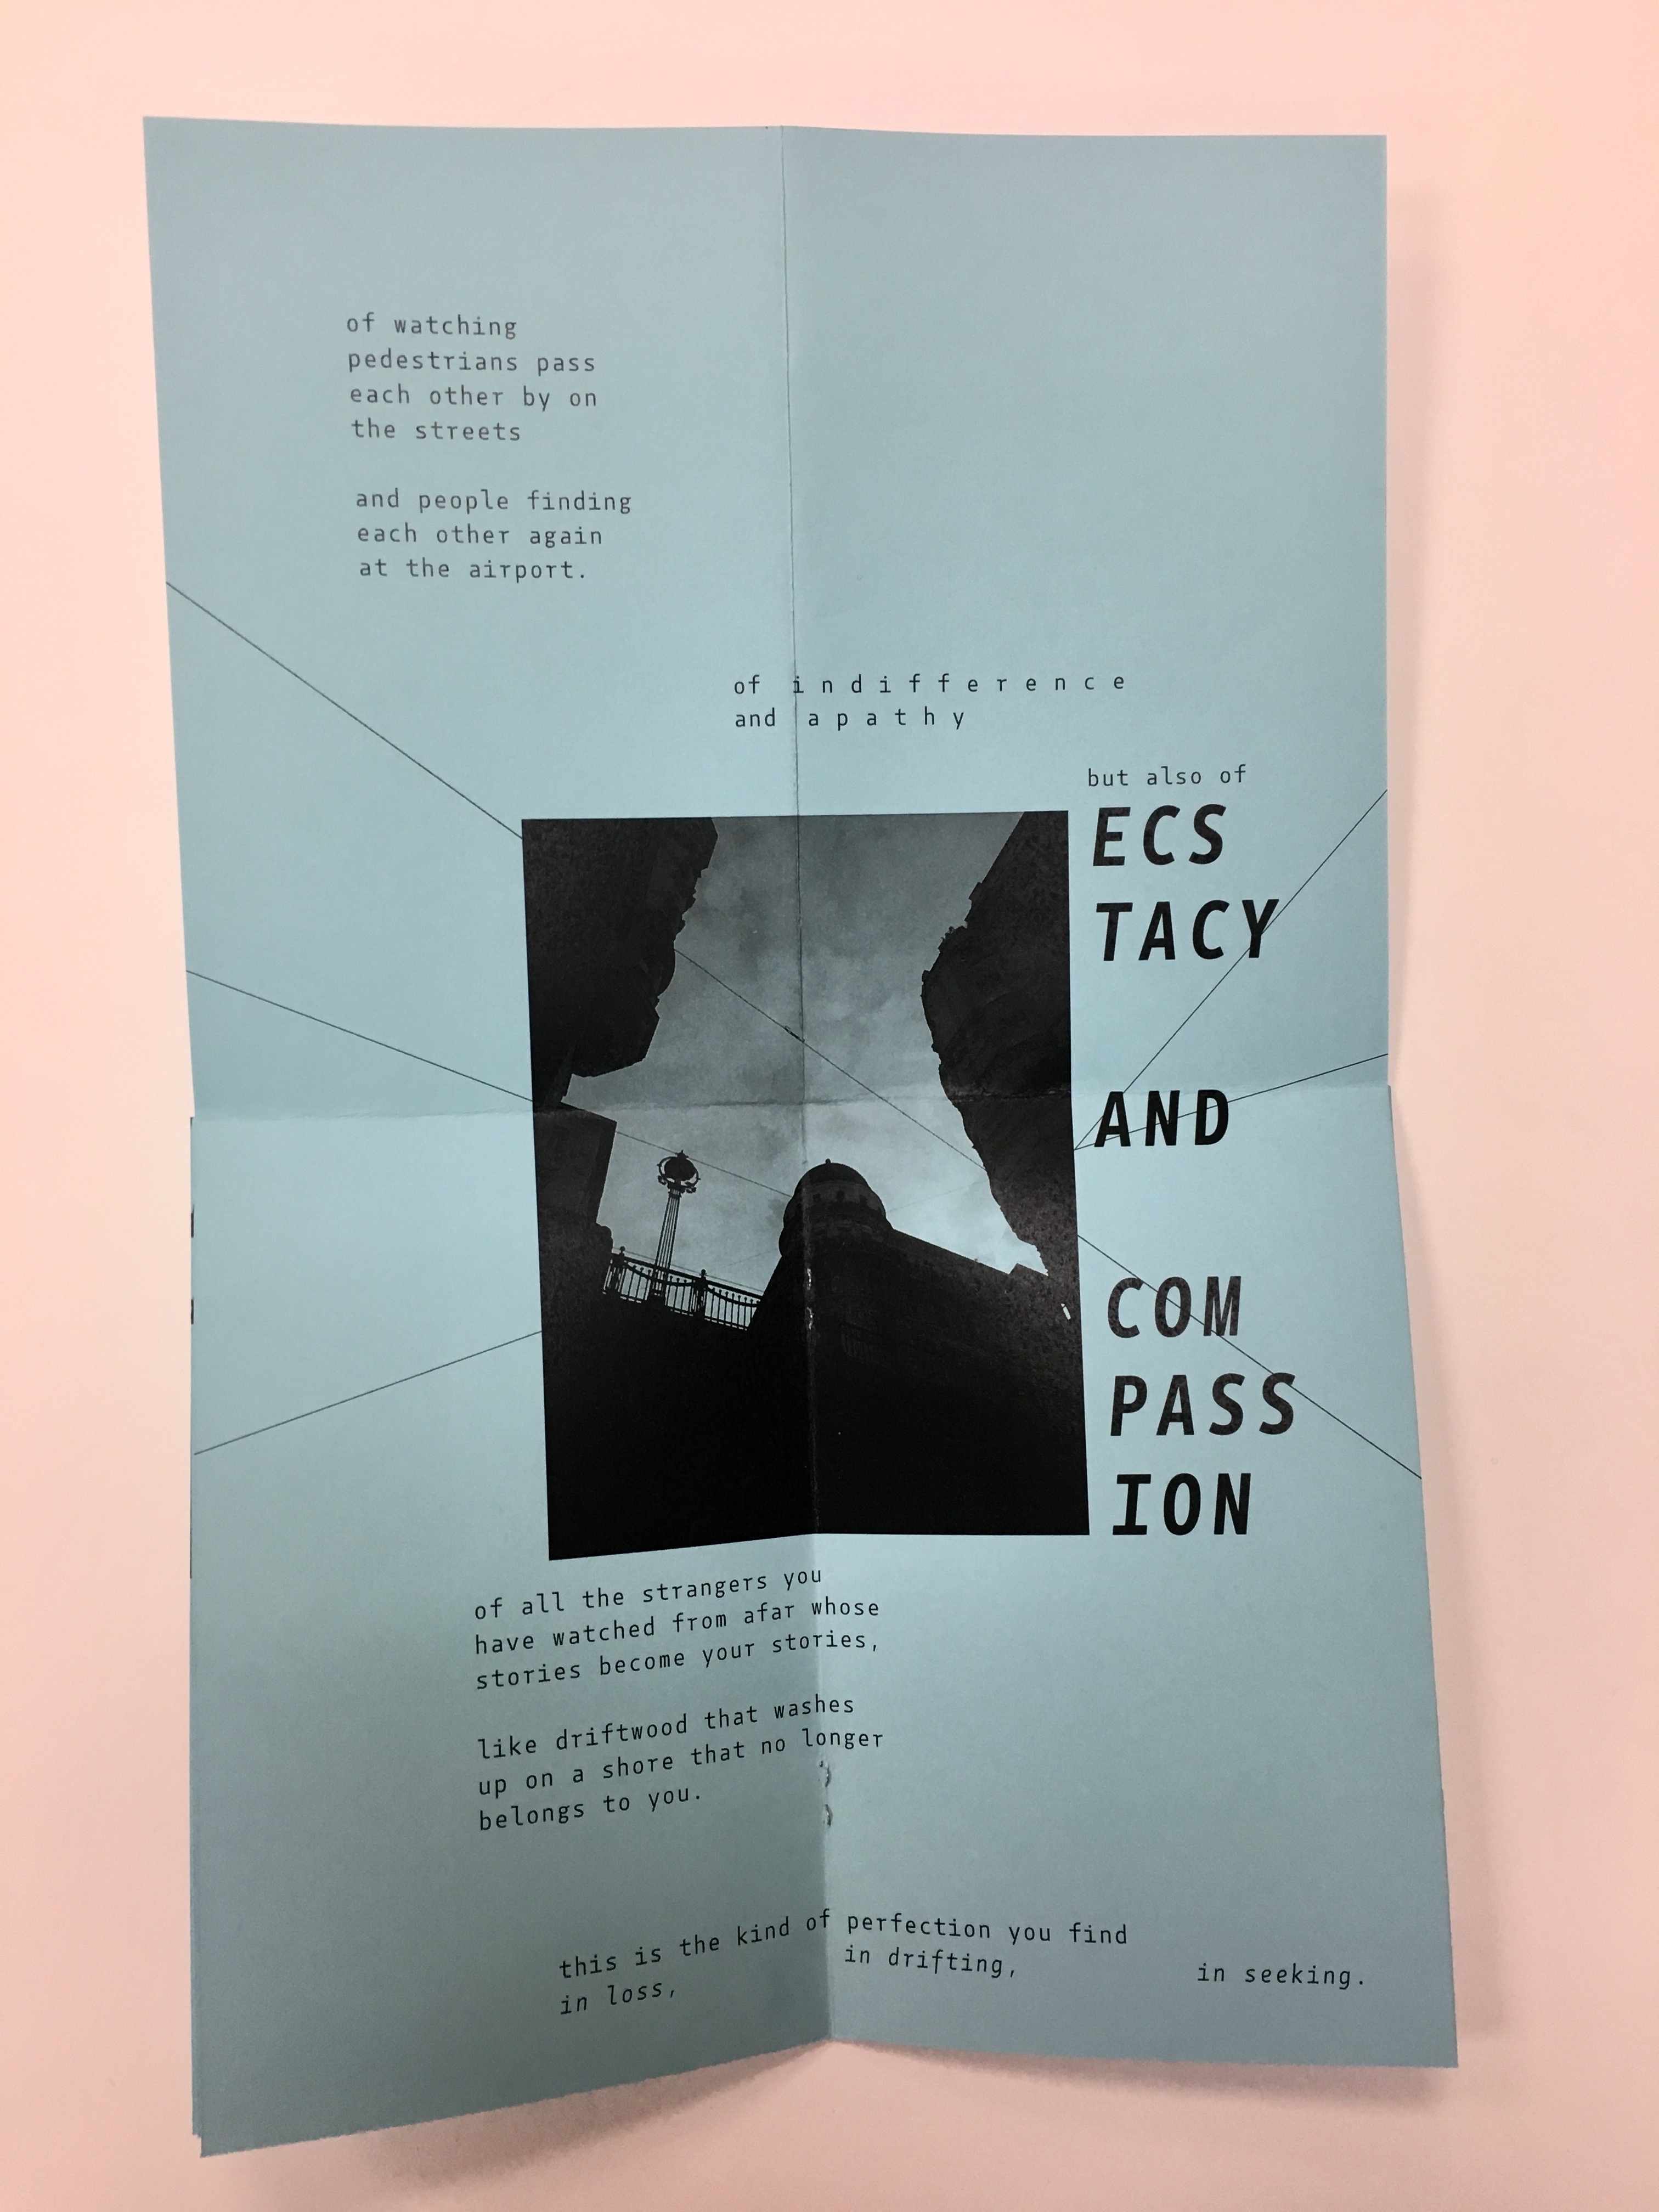 of watching
pedestrians pass
each other by on
the streets
and people finding
each other again
at the airport.
of i n d i f f e r e n c e
and a p a t h y
but also of
ECS
TACY
AND
COM
PASS
ION
of all the strangers you
have watched from afar whose
stories become your stories,
like driftwood that washes
up on a shore that no longer
belongs to you.
this is the kind of perfection you find
in loss, in drifting, in seeking.